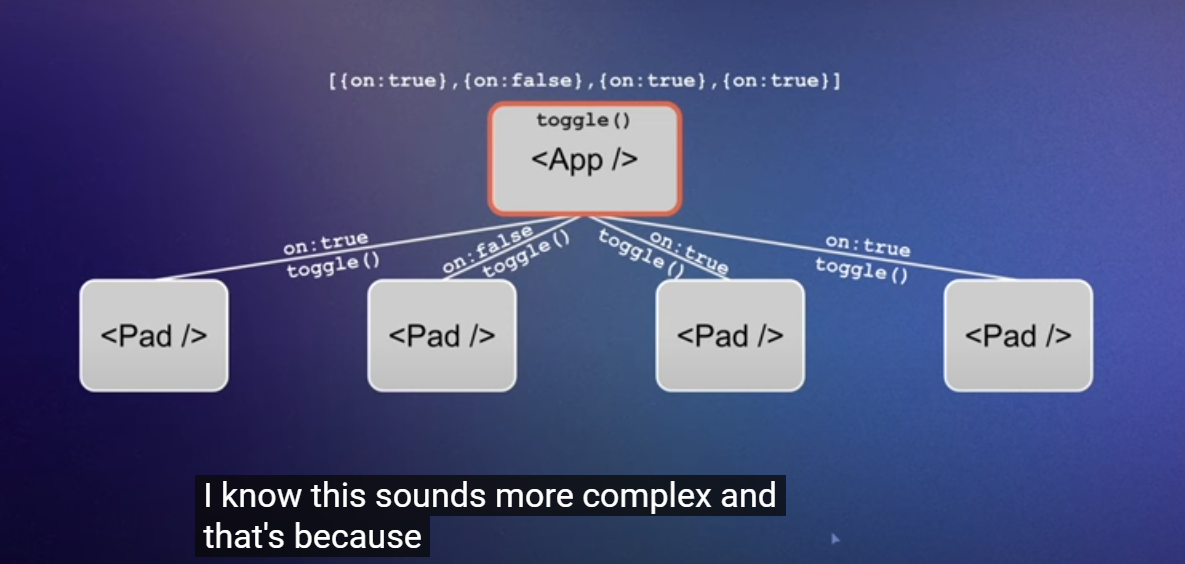 [{on:true},{on:false},{on:true},{on:true}]
toggle()
<App />
on:true
toggle()
on:false
toggle()
on:true
toggle()
on:true
toggle()
<Pad />
<Pad />
<Pad />
<Pad />
I know this sounds more complex and
that's because